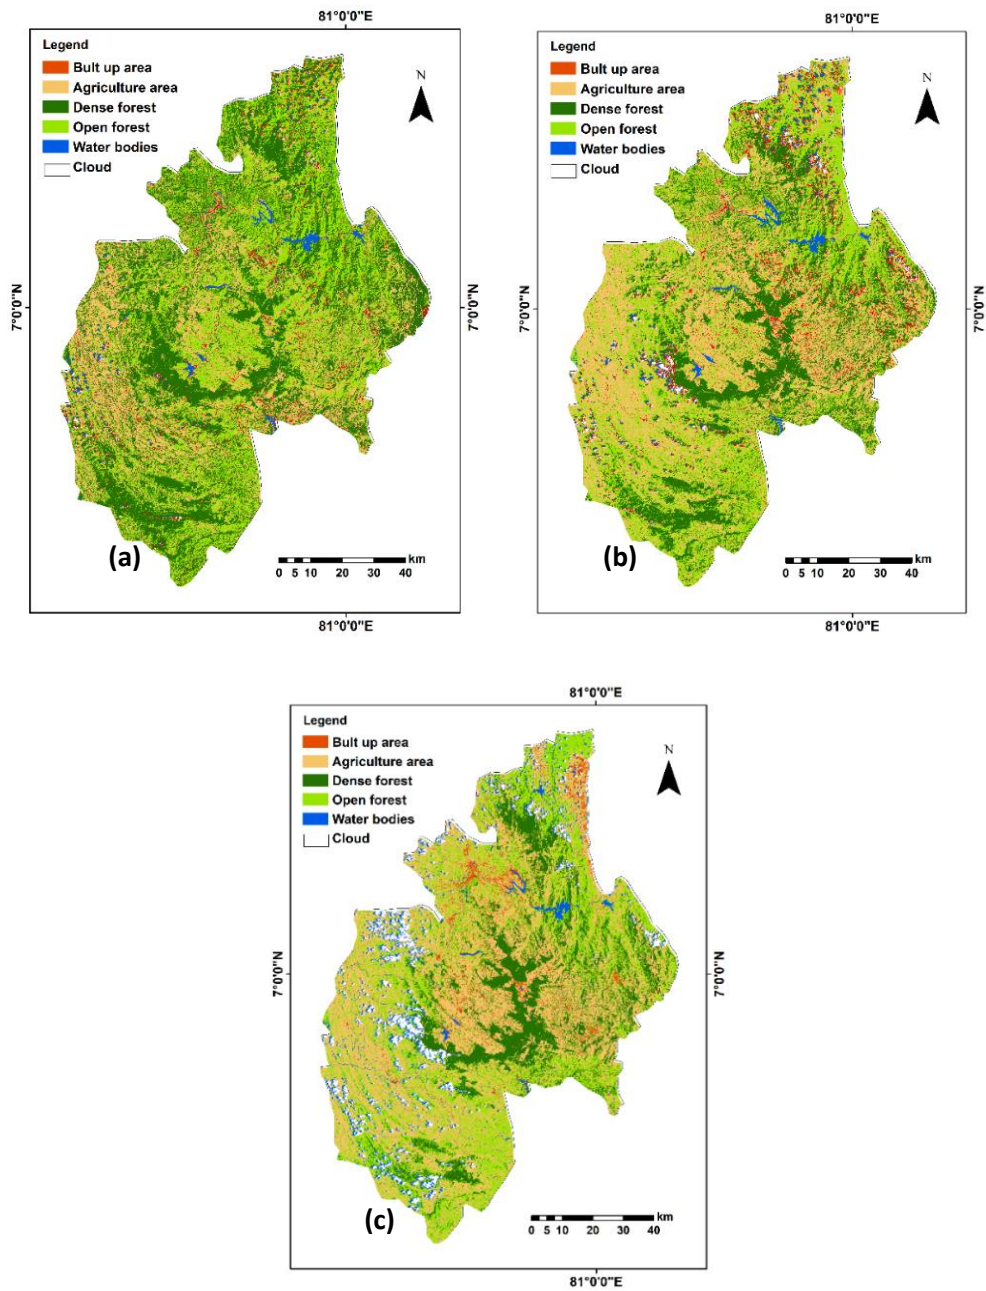 81°0'0"E
Legend
Bult up area
Agriculture area
Dense forest
Open forest
Water bodies
Cloud
N
7°0'0"N
7°0'0"N
(a)
km
0 5 10 20 30 40
81°0'0"E
81°0'0"E
Legend
Bult up area
Agriculture area
Dense forest
Open forest
Water bodies
Cloud
N
7°0'0"N
(b)
km
0 5 10 20 30 40
81°0'0"E
81°0'0"E
Legend
Bult up area
Agriculture area
Dense forest
Open forest
Water bodies
Cloud
N
7°0'0"N
7°0'0"N
(c)
km
0 5 10 20 30 40
81°0'0"E